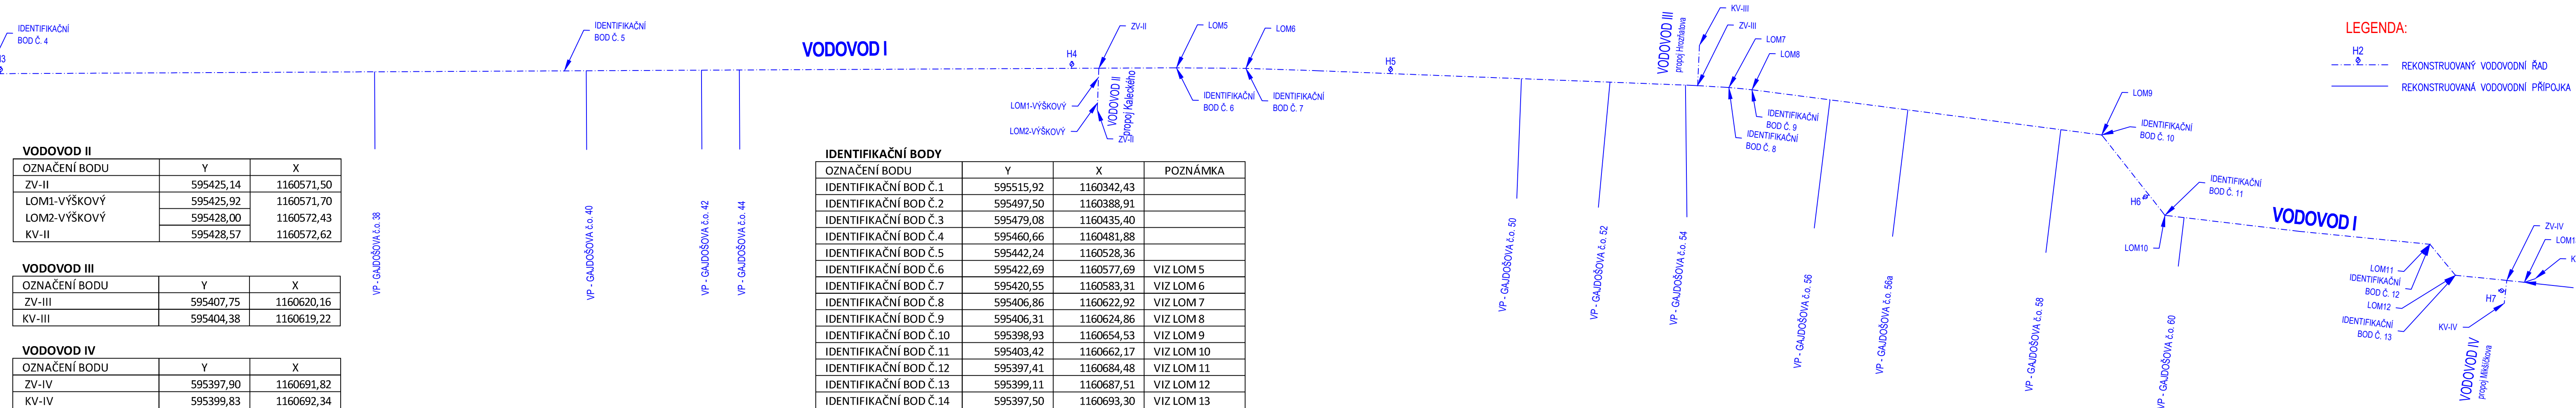 IDENTIFIKAČNÍ
BOD Č. 4
IDENTIFIKAČNÍ
BOD Č. 5
VODOVOD I
H4
ZV-II
LOM5
LOM6
LOM1-VÝŠKOVÝ
LOM2-VÝŠKOVÝ
VODOVOD II
propoj Kaleckého
ZV-II
IDENTIFIKAČNÍ
BOD Č. 6
IDENTIFIKAČNÍ
BOD Č. 7
H5
VODOVOD III
propoj Hrozňatova
KV-III
ZV-III
LOM7
LOM8
IDENTIFIKAČNÍ
BOD Č. 9
IDENTIFIKAČNÍ
BOD Č. 8
LOM9
IDENTIFIKAČNÍ
BOD Č. 10
IDENTIFIKAČNÍ
BOD Č. 11
H6
LOM10
VODOVOD I
LOM11
IDENTIFIKAČNÍ
BOD Č. 12
LOM12
IDENTIFIKAČNÍ
BOD Č. 13
ZV-IV
H7
KV-IV
VODOVOD IV
propoj Mikšíčkova
LEGENDA:
H2
REKONSTRUOVANÝ VODOVODNÍ ŘAD
REKONSTRUOVANÁ VODOVODNÍ PŘÍPOJKA
VP - GAJDOŠOVA č.o. 38
VP - GAJDOŠOVA č.o. 40
VP - GAJDOŠOVA č.o. 42
VP - GAJDOŠOVA č.o. 44
VP - GAJDOŠOVA č.o. 50
VP - GAJDOŠOVA č.o. 52
VP - GAJDOŠOVA č.o. 54
VP - GAJDOŠOVA č.o. 56
VP - GAJDOŠOVA č.o. 56a
VP - GAJDOŠOVA č.o. 58
VP - GAJDOŠOVA č.o. 60
VODOVOD II
OZNAČENÍ BODU Y X
ZV-II 595425,14 1160571,50
LOM1-VÝŠKOVÝ 595425,92 1160571,70
LOM2-VÝŠKOVÝ 595428,00 1160572,43
KV-II 595428,57 1160572,62
VODOVOD III
OZNAČENÍ BODU Y X
ZV-III 595407,75 1160620,16
KV-III 595404,38 1160619,22
VODOVOD IV
OZNAČENÍ BODU Y X
ZV-IV 595397,90 1160691,82
KV-IV 595399,83 1160692,34
IDENTIFIKAČNÍ BODY
OZNAČENÍ BODU Y X POZNÁMKA
IDENTIFIKAČNÍ BOD Č.1 595515,92 1160342,43
IDENTIFIKAČNÍ BOD Č.2 595497,50 1160388,91
IDENTIFIKAČNÍ BOD Č.3 595479,08 1160435,40
IDENTIFIKAČNÍ BOD Č.4 595460,66 1160481,88
IDENTIFIKAČNÍ BOD Č.5 595442,24 1160528,36
IDENTIFIKAČNÍ BOD Č.6 595422,69 1160577,69 VIZ LOM 5
IDENTIFIKAČNÍ BOD Č.7 595420,55 1160583,31 VIZ LOM 6
IDENTIFIKAČNÍ BOD Č.8 595406,86 1160622,92 VIZ LOM 7
IDENTIFIKAČNÍ BOD Č.9 595406,31 1160624,86 VIZ LOM 8
IDENTIFIKAČNÍ BOD Č.10 595398,93 1160654,53 VIZ LOM 9
IDENTIFIKAČNÍ BOD Č.11 595403,42 1160662,17 VIZ LOM 10
IDENTIFIKAČNÍ BOD Č.12 595397,41 1160684,48 VIZ LOM 11
IDENTIFIKAČNÍ BOD Č.13 595399,11 1160687,51 VIZ LOM 12
IDENTIFIKAČNÍ BOD Č.14 595397,50 1160693,30 VIZ LOM 13